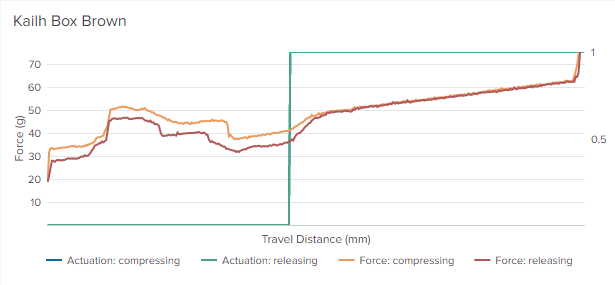 Kailh Box Brown
70
60
50
40
30
20
10
Force (g)
1
0.5
Travel Distance (mm)
Actuation: compressing Actuation: releasing Force: compressing Force: releasing